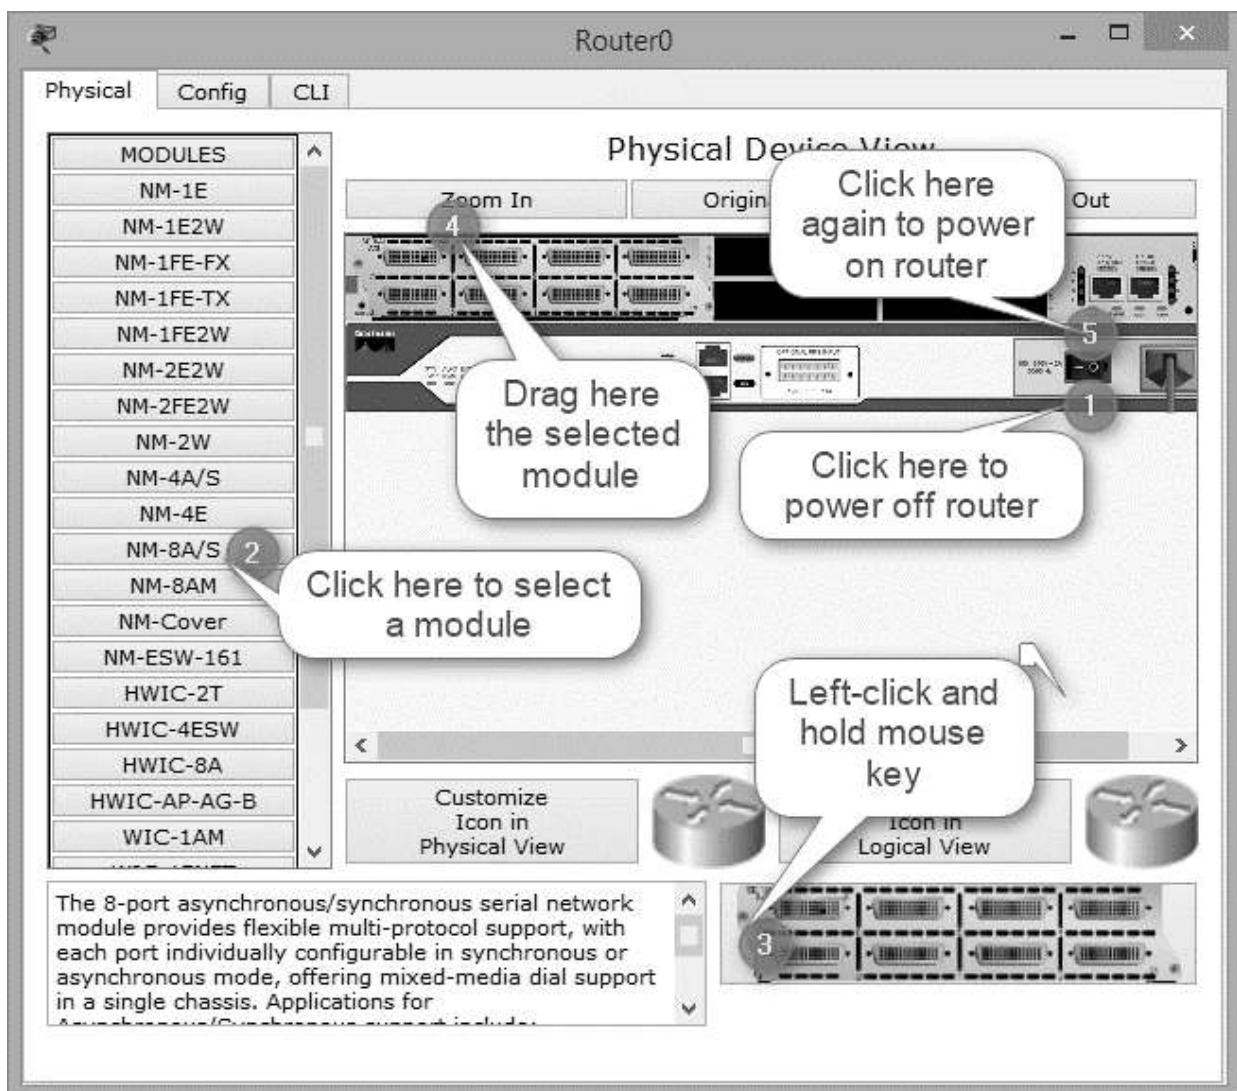 Router0
Physical
Config
CLI
MODULES
NM-1E
NM-1E2W
NM-1FE-FX
NM-1FE-TX
NM-1FE2W
NM-2E2W
NM-2FE2W
NM-2W
NM-4A/S
NM-4E
NM-8A/S
NM-8AM
NM-Cover
NM-ESW-161
HWIC-2T
HWIC-4ESW
HWIC-8A
HWIC-AP-AG-B
WIC-1AM
Physical Device View
Zoom In
Out
4
Click here
again to power
on router
5
Drag here
the selected
module
1
Click here to
power off router
2
Click here to select
a module
Left-click and
hold mouse
key
3
Customize
Icon in
Physical View
Icon in
Logical View
The 8-port asynchronous/synchronous serial network
module provides flexible multi-protocol support, with
each port individually configurable in synchronous or
asynchronous mode, offering mixed-media dial support
in a single chassis. Applications for
Asynchronous/Synchronous support include: